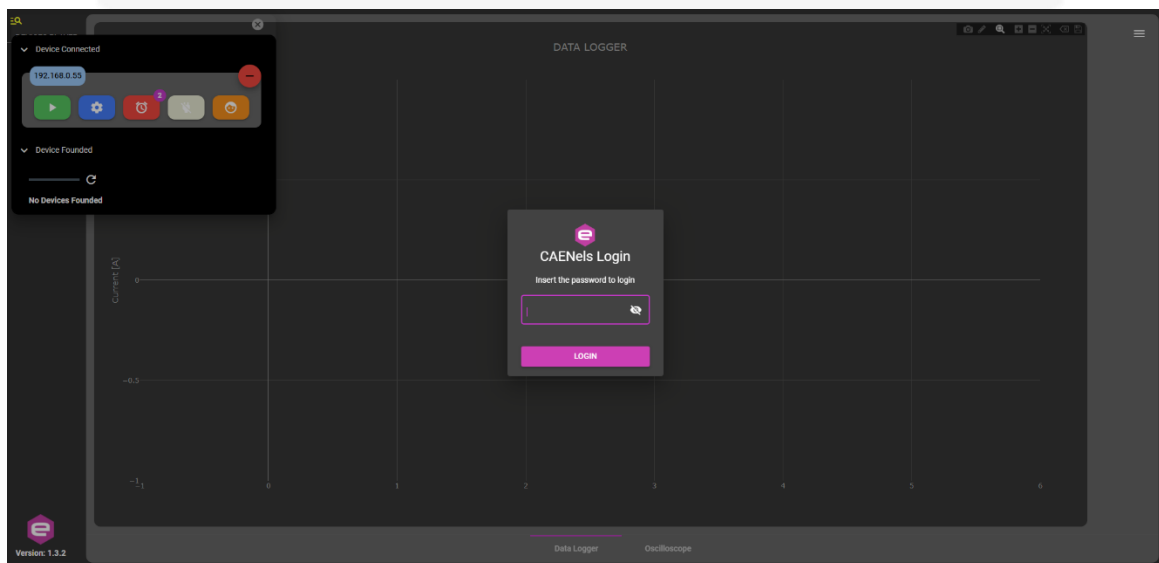 DATA LOGGER
Device Connected
192.168.0.55
2
Device Founded
No Devices Founded
CAENels Login
Insert the password to login
LOGIN
Current [A]
0
−0.5
−1
−1
0
1
2
3
4
5
6
Data Logger
Oscilloscope
Version: 1.3.2